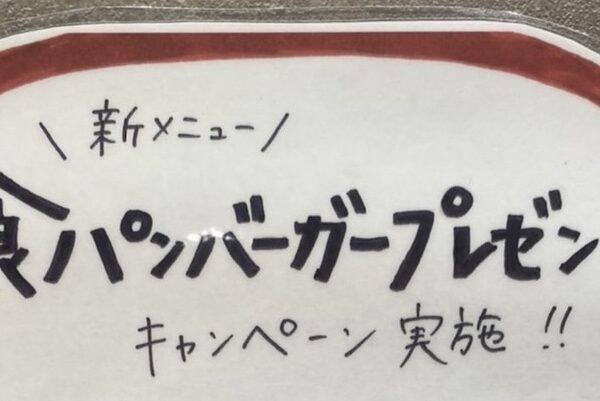 \ 新メニュー /
食パンバーガープレゼン
キャンペーン 実施 !!